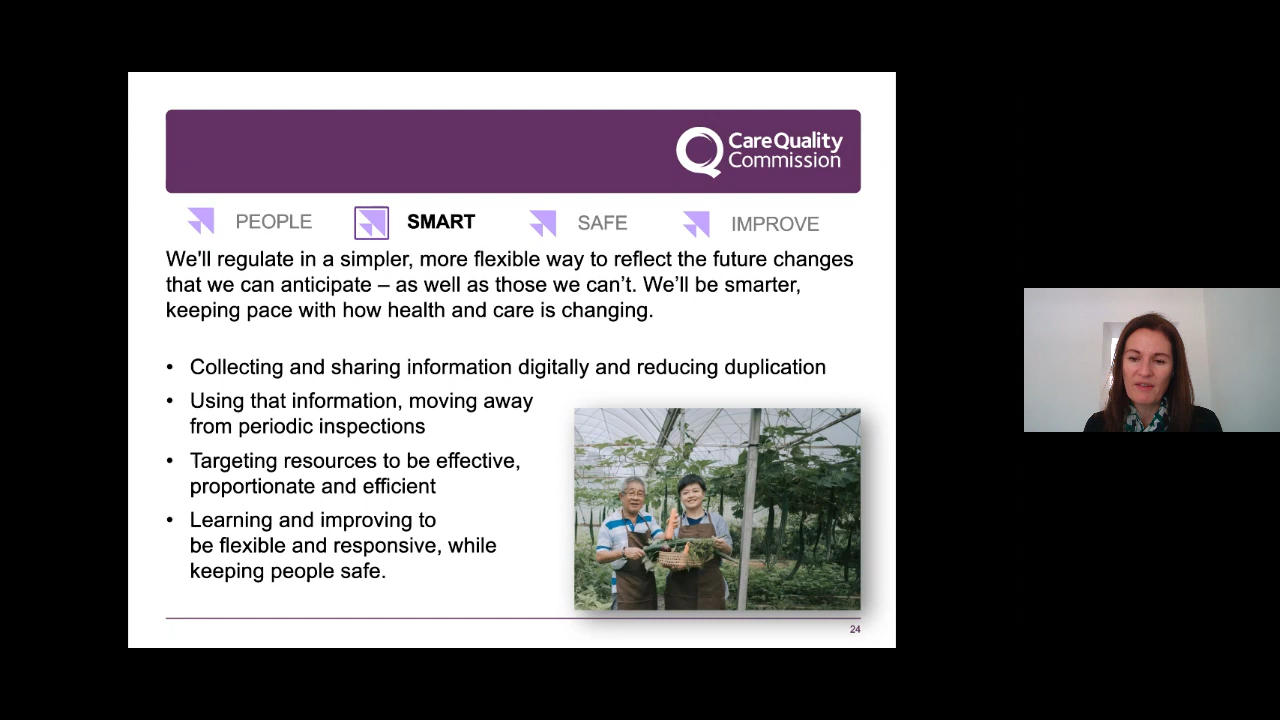 CareQuality
Commission
PEOPLE SMART SAFE IMPROVE
We'll regulate in a simpler, more flexible way to reflect the future changes
that we can anticipate – as well as those we can’t. We’ll be smarter,
keeping pace with how health and care is changing.
• Collecting and sharing information digitally and reducing duplication
• Using that information, moving away
from periodic inspections
• Targeting resources to be effective,
proportionate and efficient
• Learning and improving to
be flexible and responsive, while
keeping people safe.
24